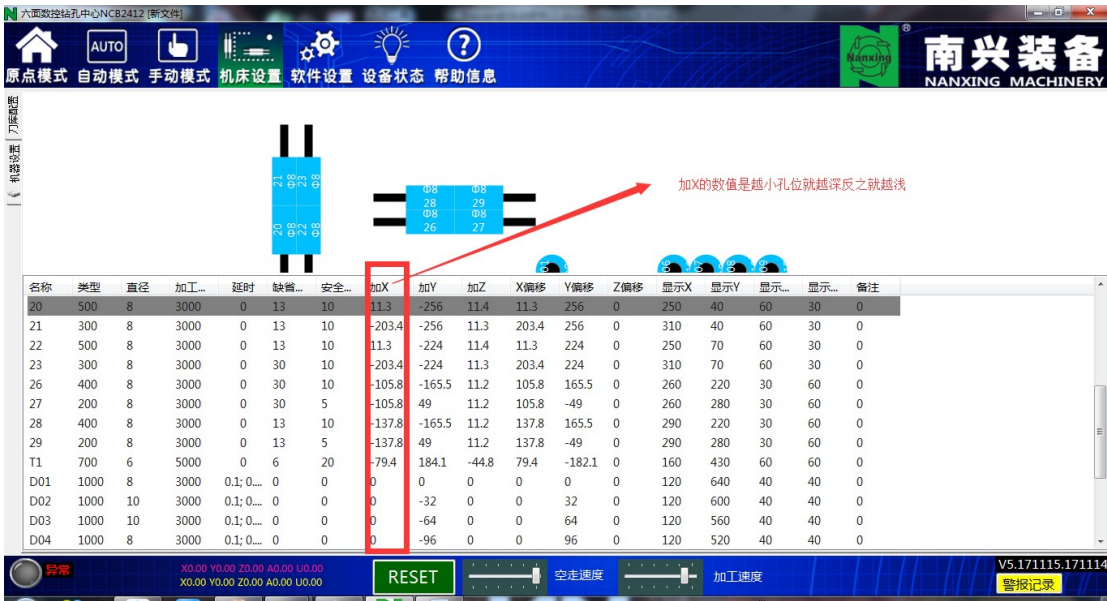 六面数控钻孔中心NCB2412 [新文件]
原点模式 自动模式 手动模式 机床设置 软件设置 设备状态 帮助信息
AUTO
?
Nanxing
®
南兴装备
NANXING MACHINERY
刀库配置
机器设置
21 Φ8 23 Φ8
20 Φ8 22 Φ8
Φ8 Φ8
28 29
Φ8 Φ8
26 27
加X的数值是越小孔位就越深反之就越浅
06 07 08 09
名称 类型 直径 加工... 延时 缺省... 安全... 加X 加Y 加Z X偏移 Y偏移 Z偏移 显示X 显示Y 显示... 显示... 备注
20 500 8 3000 0 13 10 11.3 -256 11.4 11.3 256 0 250 40 60 30 0
21 300 8 3000 0 13 10 -203.4 -256 11.3 203.4 256 0 310 40 60 30 0
22 500 8 3000 0 13 10 11.3 -224 11.4 11.3 224 0 250 70 60 30 0
23 300 8 3000 0 30 10 -203.4 -224 11.3 203.4 224 0 310 70 60 30 0
26 400 8 3000 0 30 10 -105.8 -165.5 11.2 105.8 165.5 0 260 220 30 60 0
27 200 8 3000 0 30 5 -105.8 49 11.2 105.8 -49 0 260 280 30 60 0
28 400 8 3000 0 13 10 -137.8 -165.5 11.2 137.8 165.5 0 290 220 30 60 0
29 200 8 3000 0 13 5 -137.8 49 11.2 137.8 -49 0 290 280 30 60 0
T1 700 6 5000 0 6 20 -79.4 184.1 -44.8 79.4 -182.1 0 160 430 60 60 0
D01 1000 8 3000 0.1; 0.... 0 0 0 0 0 0 0 0 120 640 40 40 0
D02 1000 10 3000 0.1; 0.... 0 0 0 -32 0 0 32 0 120 600 40 40 0
D03 1000 10 3000 0.1; 0.... 0 0 0 -64 0 0 64 0 120 560 40 40 0
D04 1000 8 3000 0.1; 0.... 0 0 0 -96 0 0 96 0 120 520 40 40 0
异常
X0.00 Y0.00 Z0.00 A0.00 U0.00
X0.00 Y0.00 Z0.00 A0.00 U0.00
RESET
空走速度
加工速度
V5.171115.171114
警报记录